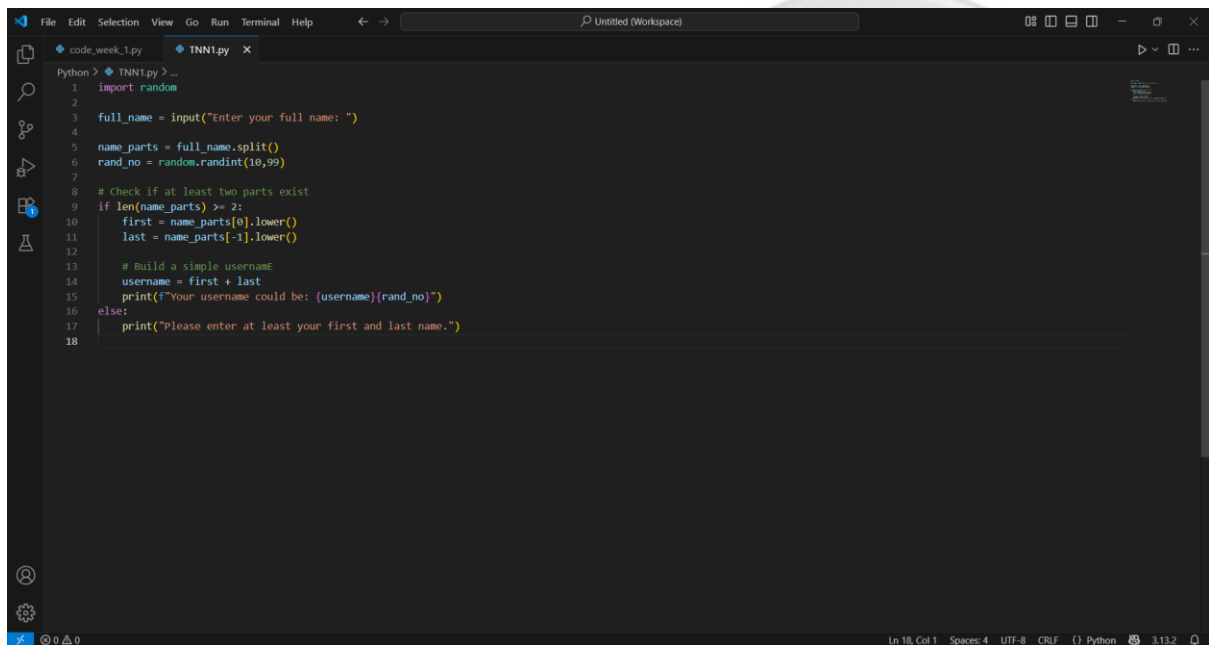 File Edit Selection View Go Run Terminal Help Untitled (Workspace)
code_week_1.py TNN1.py
Python > TNN1.py > ...
1 import random
2
3 full_name = input("Enter your full name: ")
4
5 name_parts = full_name.split()
6 rand_no = random.randint(10,99)
7
8 # Check if at least two parts exist
9 if len(name_parts) >= 2:
10     first = name_parts[0].lower()
11     last = name_parts[-1].lower()
12
13     # Build a simple usernamE
14     username = first + last
15     print(f"Your username could be: {username}{rand_no}")
16 else:
17     print("Please enter at least your first and last name.")
18
1
0 0 Ln 18, Col 1 Spaces: 4 UTF-8 CRLF {} Python 3.13.2